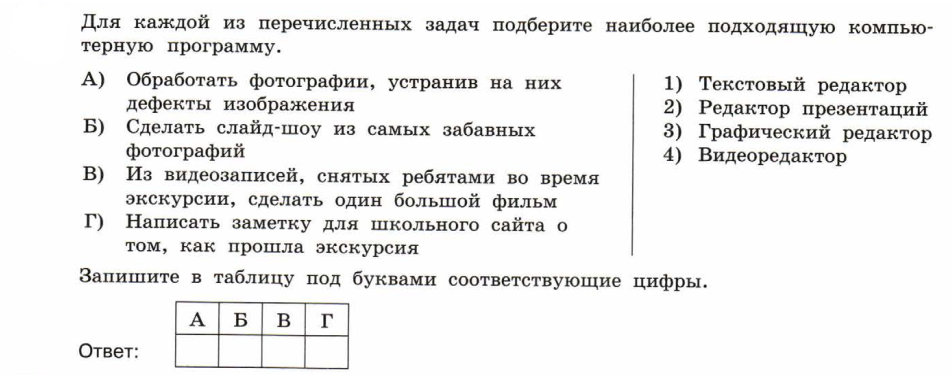 Для каждой из перечисленных задач подберите наиболее подходящую компью-
терную программу.
А) Обработать фотографии, устранив на них
дефекты изображения
Б) Сделать слайд-шоу из самых забавных
фотографий
В) Из видеозаписей, снятых ребятами во время
экскурсии, сделать один большой фильм
Г) Написать заметку для школьного сайта о
том, как прошла экскурсия
1) Текстовый редактор
2) Редактор презентаций
3) Графический редактор
4) Видеоредактор
Запишите в таблицу под буквами соответствующие цифры.
А Б В Г
Ответ: